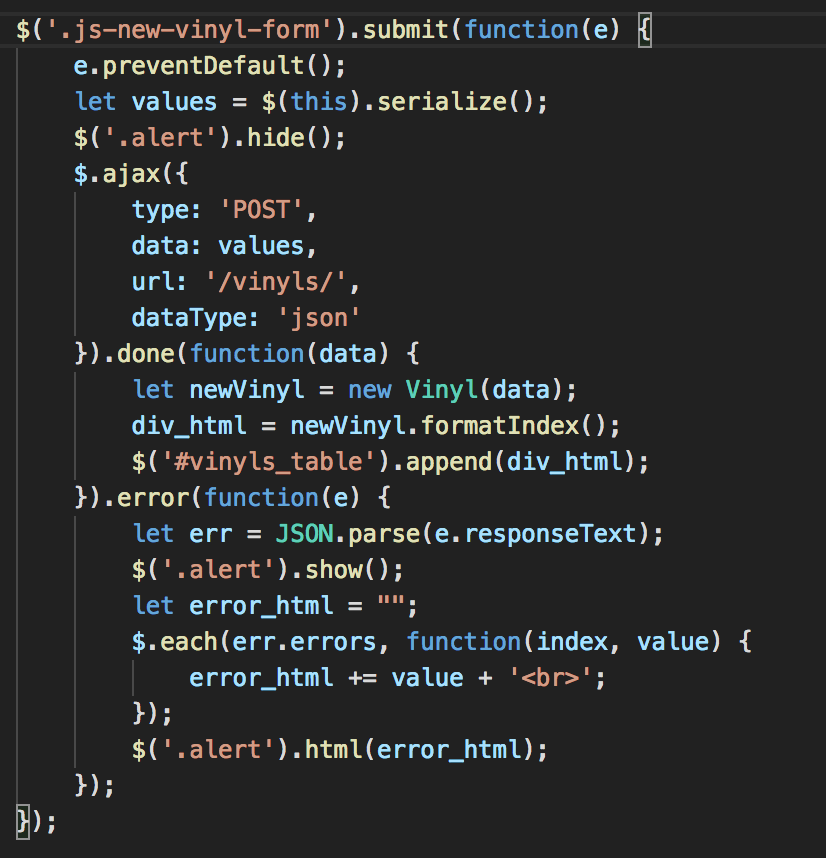 $('.js-new-vinyl-form').submit(function(e) {
    e.preventDefault();
    let values = $(this).serialize();
    $('.alert').hide();
    $.ajax({
        type: 'POST',
        data: values,
        url: '/vinyls/',
        dataType: 'json'
    }).done(function(data) {
        let newVinyl = new Vinyl(data);
        div_html = newVinyl.formatIndex();
        $('#vinyls_table').append(div_html);
    }).error(function(e) {
        let err = JSON.parse(e.responseText);
        $('.alert').show();
        let error_html = "";
        $.each(err.errors, function(index, value) {
            error_html += value + '<br>';
        });
        $('.alert').html(error_html);
    });
});